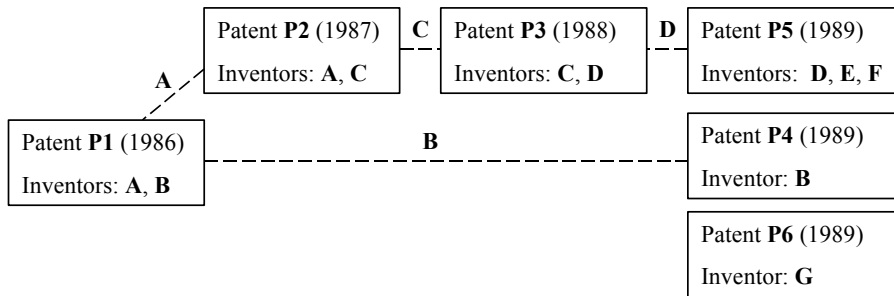 Patent P2 (1987)
Inventors: A, C
C
Patent P3 (1988)
Inventors: C, D
D
Patent P5 (1989)
Inventors: D, E, F
A
Patent P1 (1986)
Inventors: A, B
B
Patent P4 (1989)
Inventor: B
Patent P6 (1989)
Inventor: G